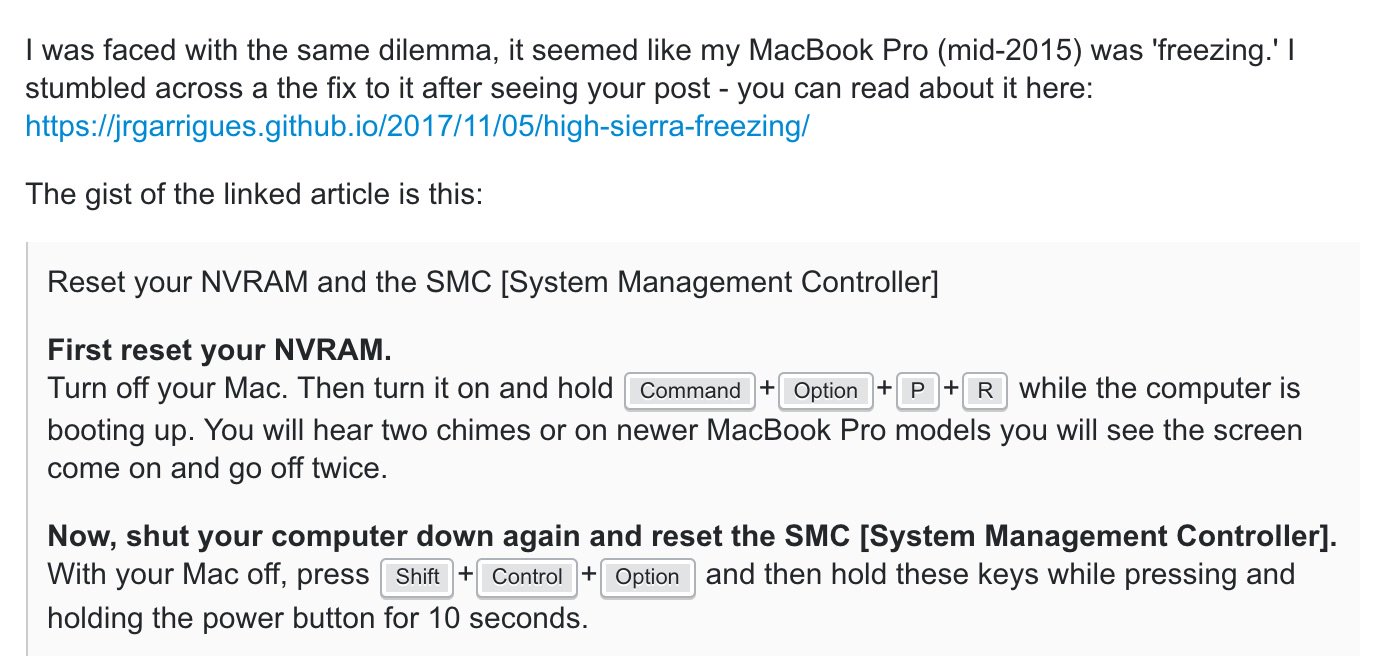 I was faced with the same dilemma, it seemed like my MacBook Pro (mid-2015) was 'freezing.' I
stumbled across a the fix to it after seeing your post - you can read about it here:
https://jrgarrigues.github.io/2017/11/05/high-sierra-freezing/
The gist of the linked article is this:
Reset your NVRAM and the SMC [System Management Controller]
First reset your NVRAM.
Turn off your Mac. Then turn it on and hold Command + Option + P + R while the computer is
booting up. You will hear two chimes or on newer MacBook Pro models you will see the screen
come on and go off twice.
Now, shut your computer down again and reset the SMC [System Management Controller].
With your Mac off, press Shift + Control + Option and then hold these keys while pressing and
holding the power button for 10 seconds.